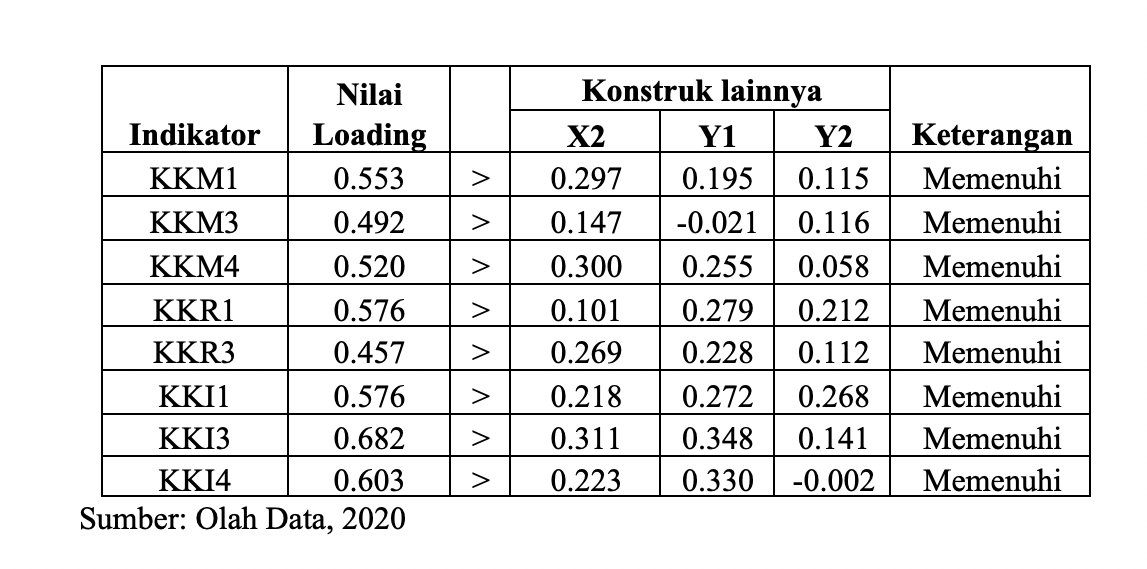 Indikator Nilai Loading Konstruk lainnya Keterangan
X2 Y1 Y2
KKM1 0.553 > 0.297 0.195 0.115 Memenuhi
KKM3 0.492 > 0.147 -0.021 0.116 Memenuhi
KKM4 0.520 > 0.300 0.255 0.058 Memenuhi
KKR1 0.576 > 0.101 0.279 0.212 Memenuhi
KKR3 0.457 > 0.269 0.228 0.112 Memenuhi
KKI1 0.576 > 0.218 0.272 0.268 Memenuhi
KKI3 0.682 > 0.311 0.348 0.141 Memenuhi
KKI4 0.603 > 0.223 0.330 -0.002 Memenuhi
Sumber: Olah Data, 2020